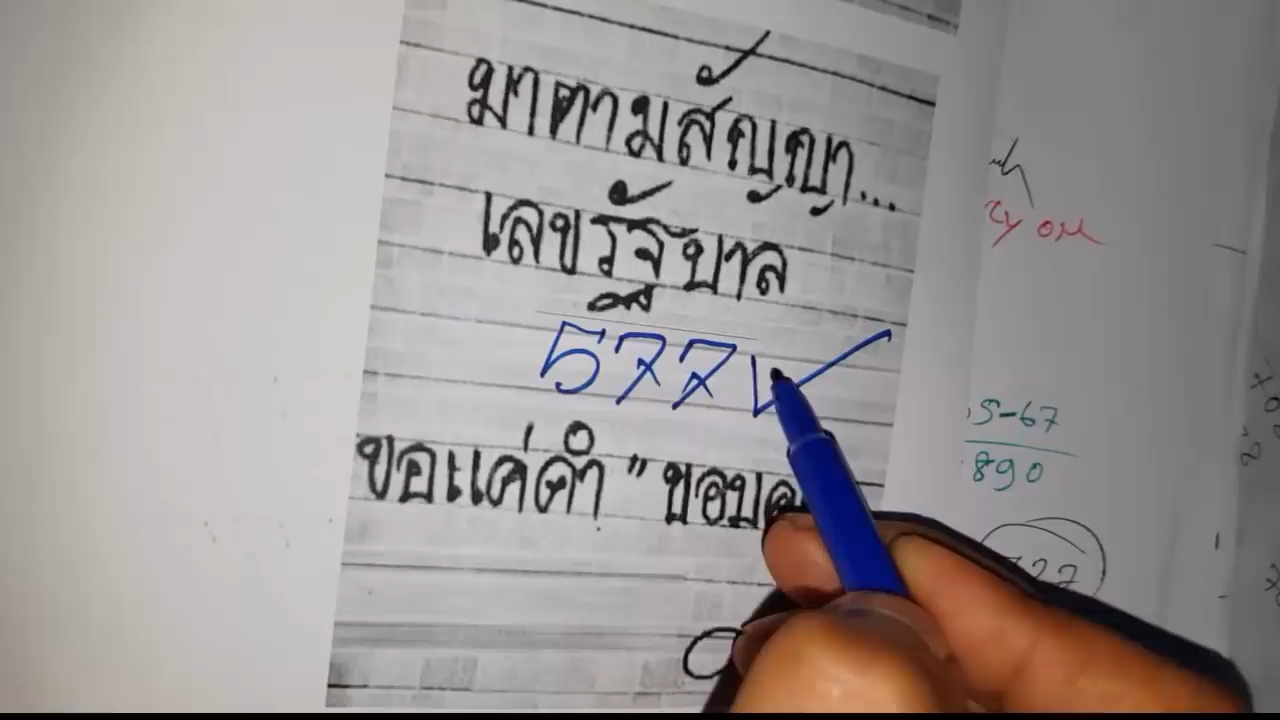 มาตามสัญญา...
เลขรัฐบาล
577 ✓
ขอแค่คำ "ขอบ
5-67
890